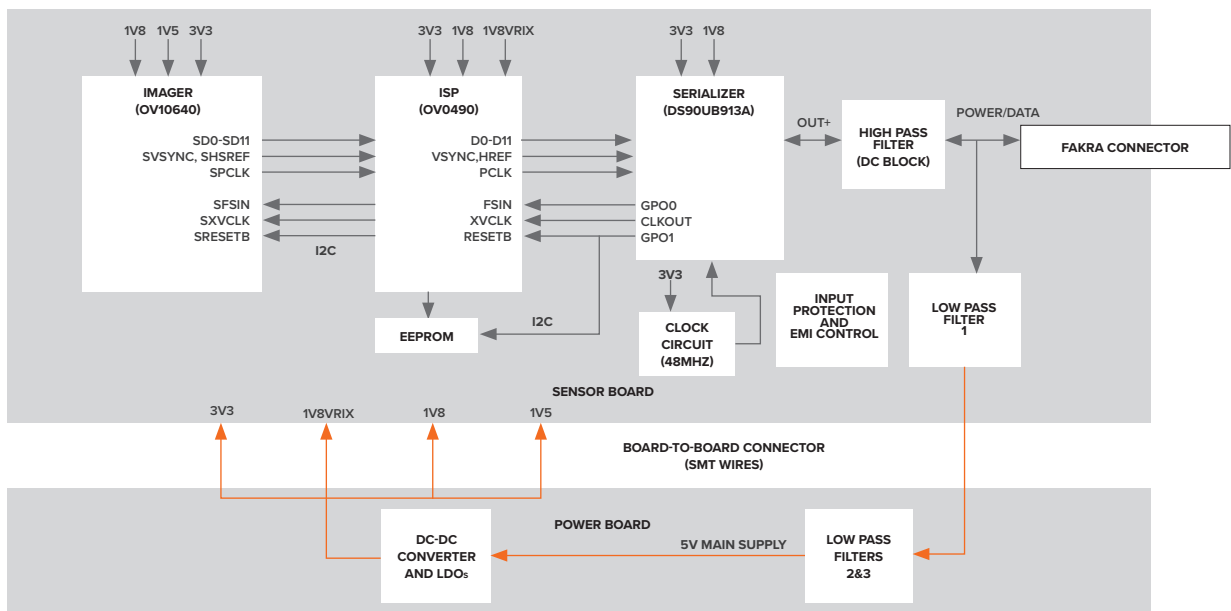 1V8 1V5 3V3
3V3 1V8 1V8VRIX
3V3 1V8
IMAGER
(OV10640)
SD0-SD11
SVSYNC, SHSREF
SPCLK
SFSIN
SXVCLK
SRESETB
I2C
ISP
(OV0490)
D0-D11
VSYNC,HREF
PCLK
FSIN
XVCLK
RESETB
SERIALIZER
(DS90UB913A)
GPO0
CLKOUT
GPO1
OUT+
HIGH PASS
FILTER
(DC BLOCK)
POWER/DATA
FAKRA CONNECTOR
EEPROM
I2C
3V3
CLOCK
CIRCUIT
(48MHZ)
INPUT
PROTECTION
AND
EMI CONTROL
LOW PASS
FILTER
1
SENSOR BOARD
3V3 1V8VRIX 1V8 1V5
BOARD-TO-BOARD CONNECTOR
(SMT WIRES)
POWER BOARD
DC-DC
CONVERTER
AND LDOs
5V MAIN SUPPLY
LOW PASS
FILTERS
2&3